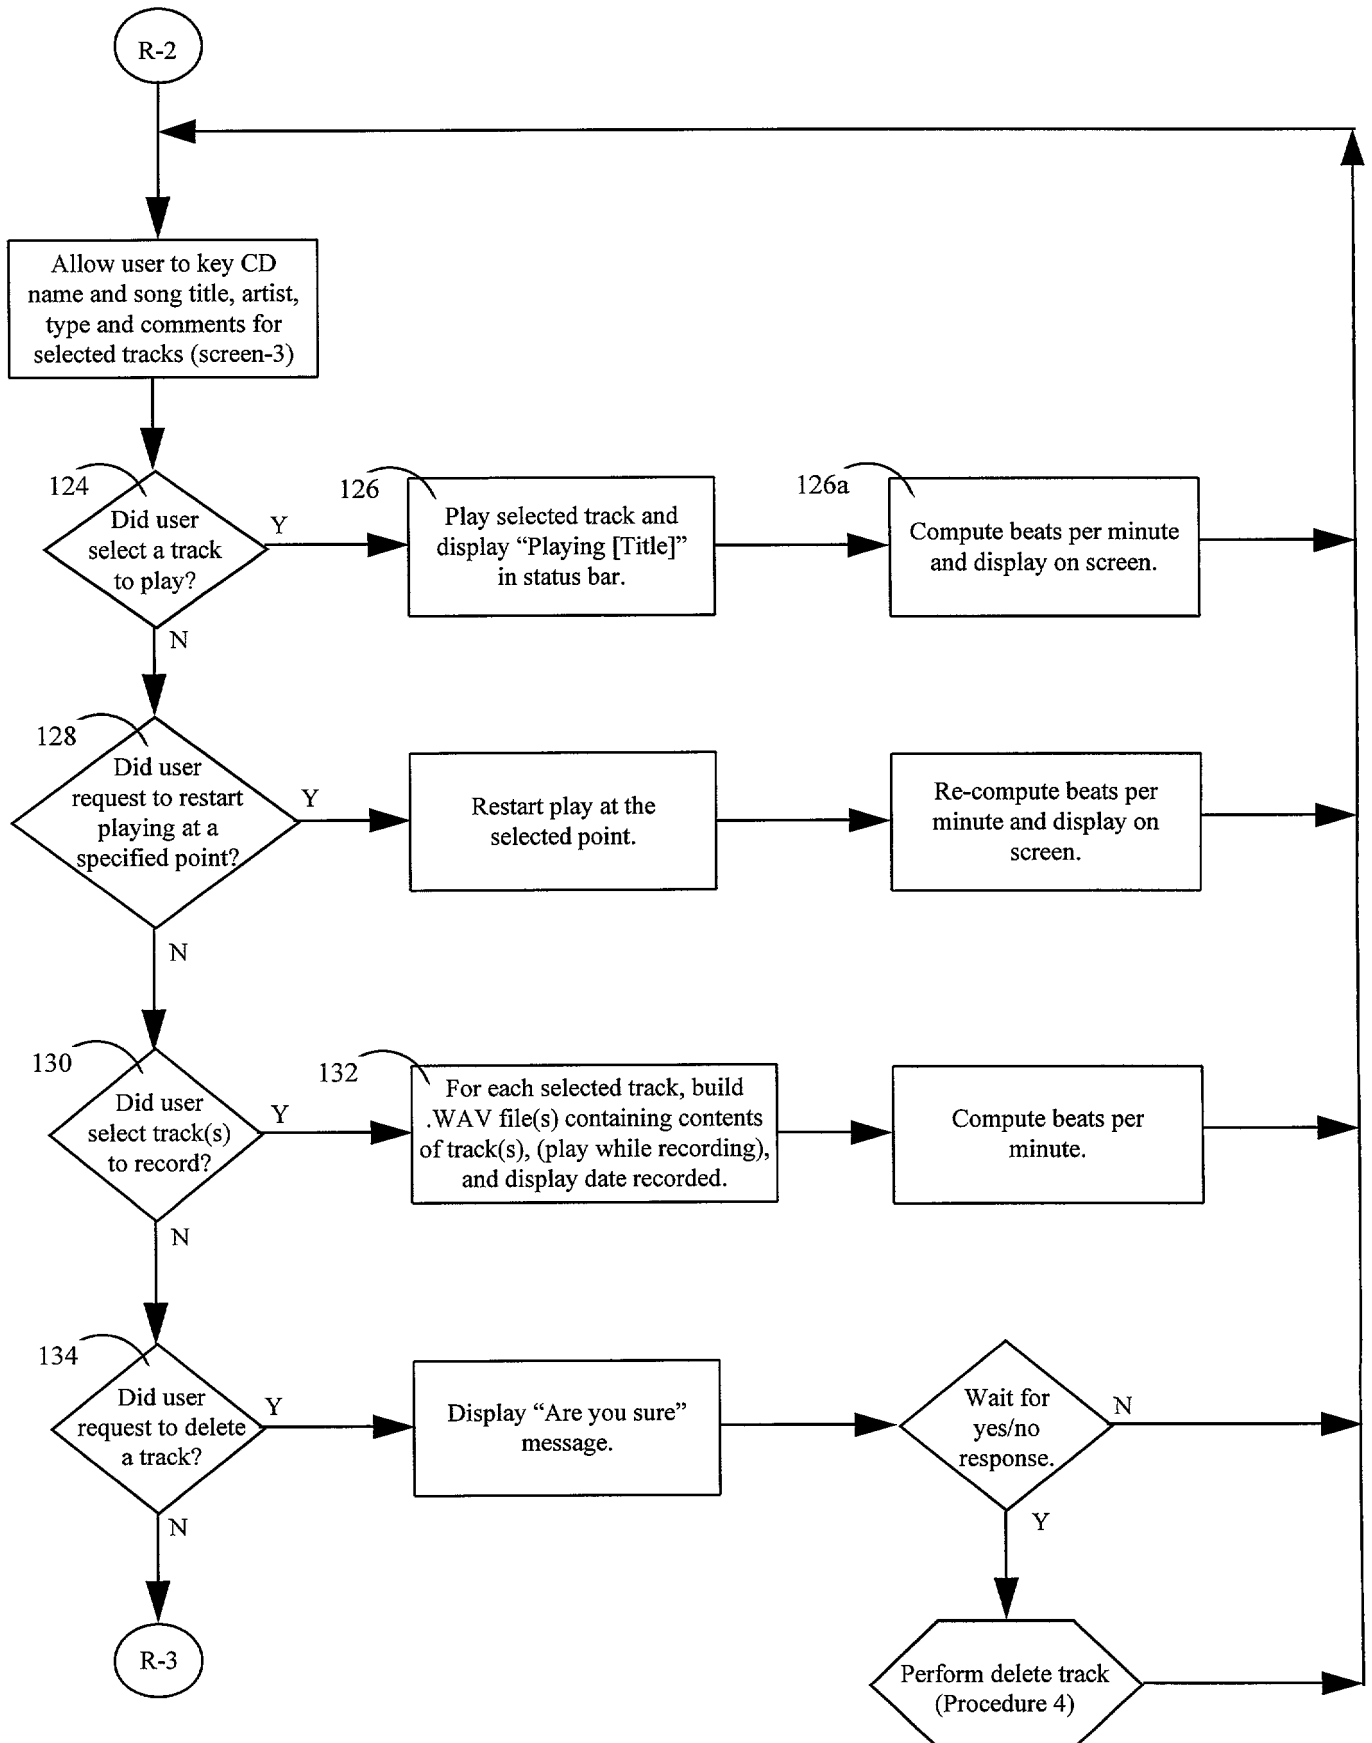 R-2
Allow user to key CD
name and song title, artist,
type and comments for
selected tracks (screen-3)
124
Did user
select a track
to play?
Y
N
126
Play selected track and
display “Playing [Title]”
in status bar.
126a
Compute beats per minute
and display on screen.
128
Did user
request to restart
playing at a
specified point?
Y
N
Restart play at the
selected point.
Re-compute beats per
minute and display on
screen.
130
Did user
select track(s)
to record?
Y
N
132
For each selected track, build
.WAV file(s) containing contents
of track(s), (play while recording),
and display date recorded.
Compute beats per
minute.
134
Did user
request to delete
a track?
Y
N
Display “Are you sure”
message.
Wait for
yes/no
response.
N
Y
R-3
Perform delete track
(Procedure 4)